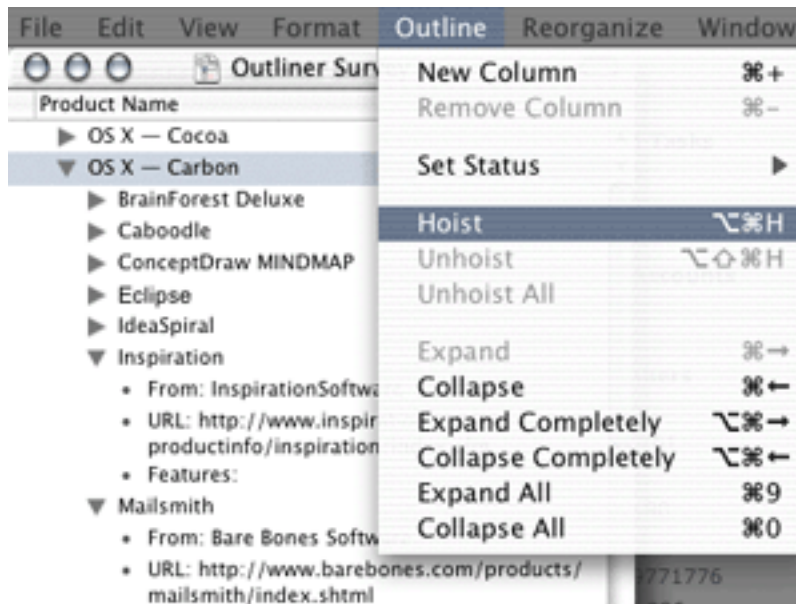 File Edit View Format Outline Reorganize Window
Outliner Surv
Product Name
OS X — Cocoa
OS X — Carbon
BrainForest Deluxe
Caboodle
ConceptDraw MINDMAP
Eclipse
IdeaSpiral
Inspiration
• From: InspirationSoftwa
• URL: http://www.inspir
productinfo/inspiration
• Features:
Mailsmith
• From: Bare Bones Softw
• URL: http://www.barebones.com/products/
mailsmith/index.shtml
New Column ⌘+
Remove Column ⌘-
Set Status ▶
Hoist ⌥⌘H
Unhoist ⌥⇧⌘H
Unhoist All
Expand ⌘→
Collapse ⌘←
Expand Completely ⌥⌘→
Collapse Completely ⌥⌘←
Expand All ⌘9
Collapse All ⌘0
9771776